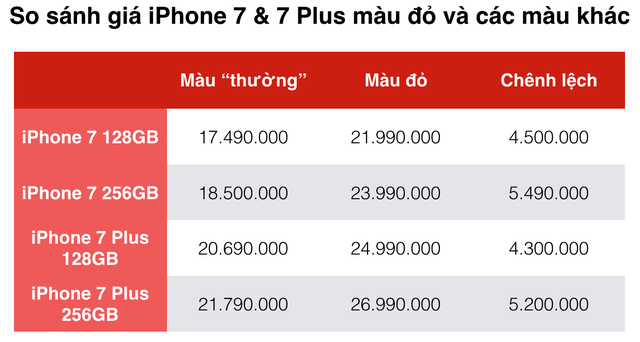 So sánh giá iPhone 7 & 7 Plus màu đỏ và các màu khác
Màu “thường” Màu đỏ Chênh lệch
iPhone 7 128GB 17.490.000 21.990.000 4.500.000
iPhone 7 256GB 18.500.000 23.990.000 5.490.000
iPhone 7 Plus
128GB 20.690.000 24.990.000 4.300.000
iPhone 7 Plus
256GB 21.790.000 26.990.000 5.200.000